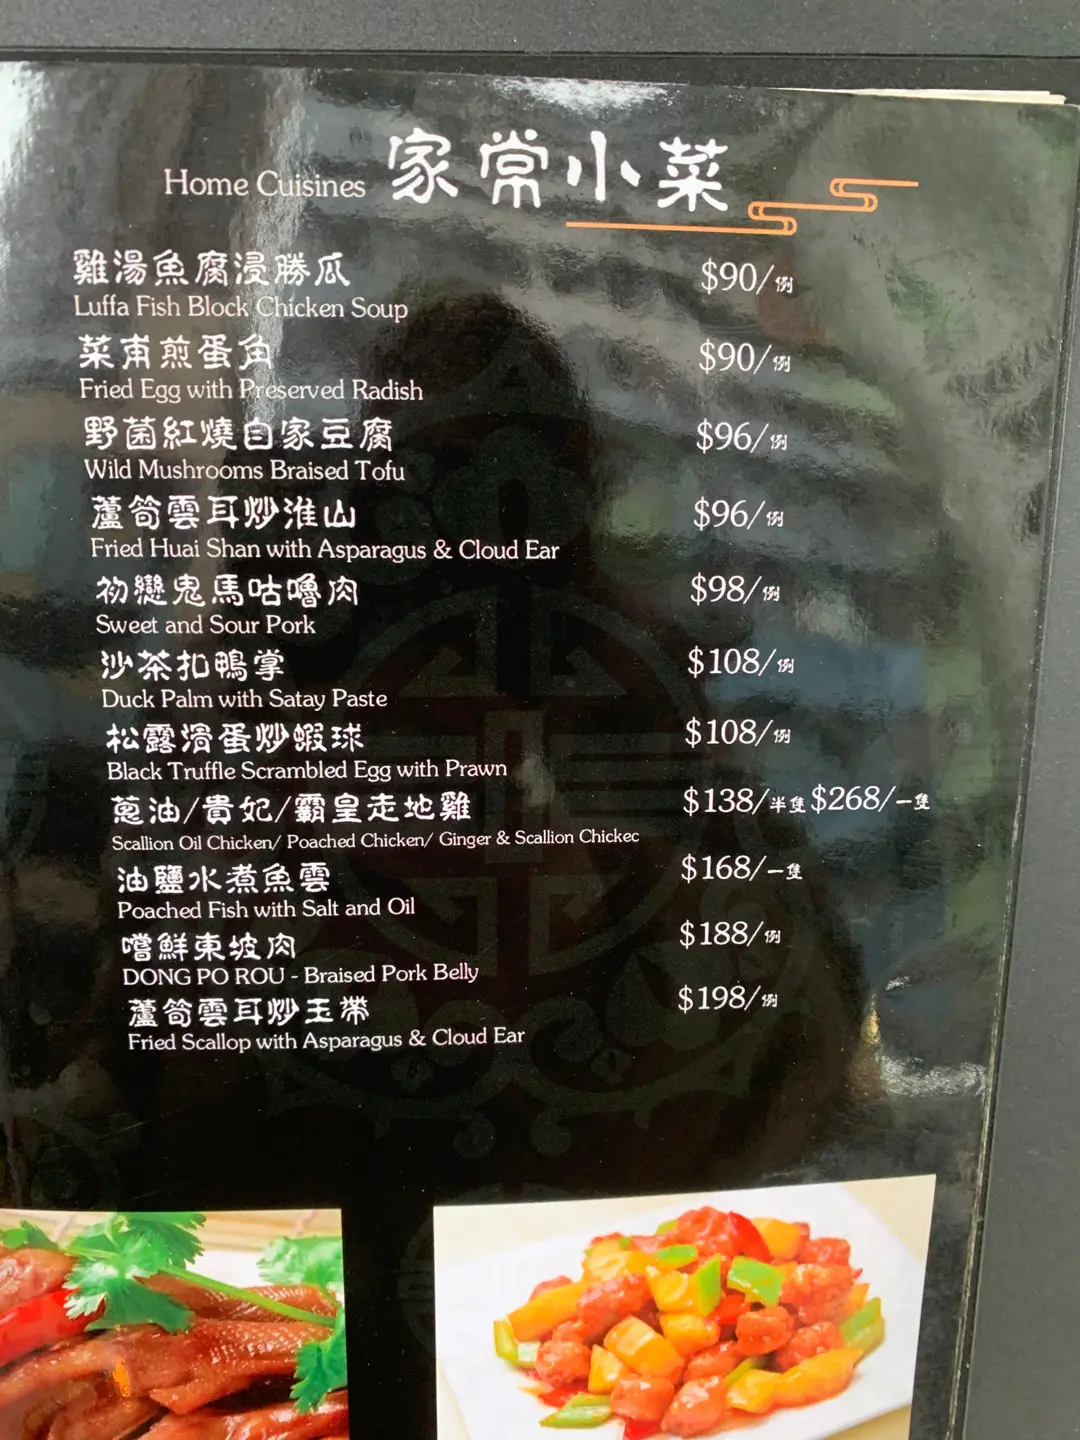 Home Cuisines 家常小菜
雞湯魚腐浸勝瓜 $90/例
Luffa Fish Block Chicken Soup
菜甫煎蛋角 $90/例
Fried Egg with Preserved Radish
野菌紅燒自家豆腐 $96/例
Wild Mushrooms Braised Tofu
蘆筍雲耳炒淮山 $96/例
Fried Huai Shan with Asparagus & Cloud Ear
初戀鬼馬咕嚕肉 $98/例
Sweet and Sour Pork
沙茶扣鴨掌 $108/例
Duck Palm with Satay Paste
松露滑蛋炒蝦球 $108/例
Black Truffle Scrambled Egg with Prawn
蔥油/貴妃/霸皇走地雞 $138/半隻 $268/一隻
Scallion Oil Chicken/ Poached Chicken/ Ginger & Scallion Chickec
油鹽水煮魚雲 $168/一隻
Poached Fish with Salt and Oil
嚐鮮東坡肉 $188/例
DONG PO ROU - Braised Pork Belly
蘆筍雲耳炒玉帶 $198/例
Fried Scallop with Asparagus & Cloud Ear